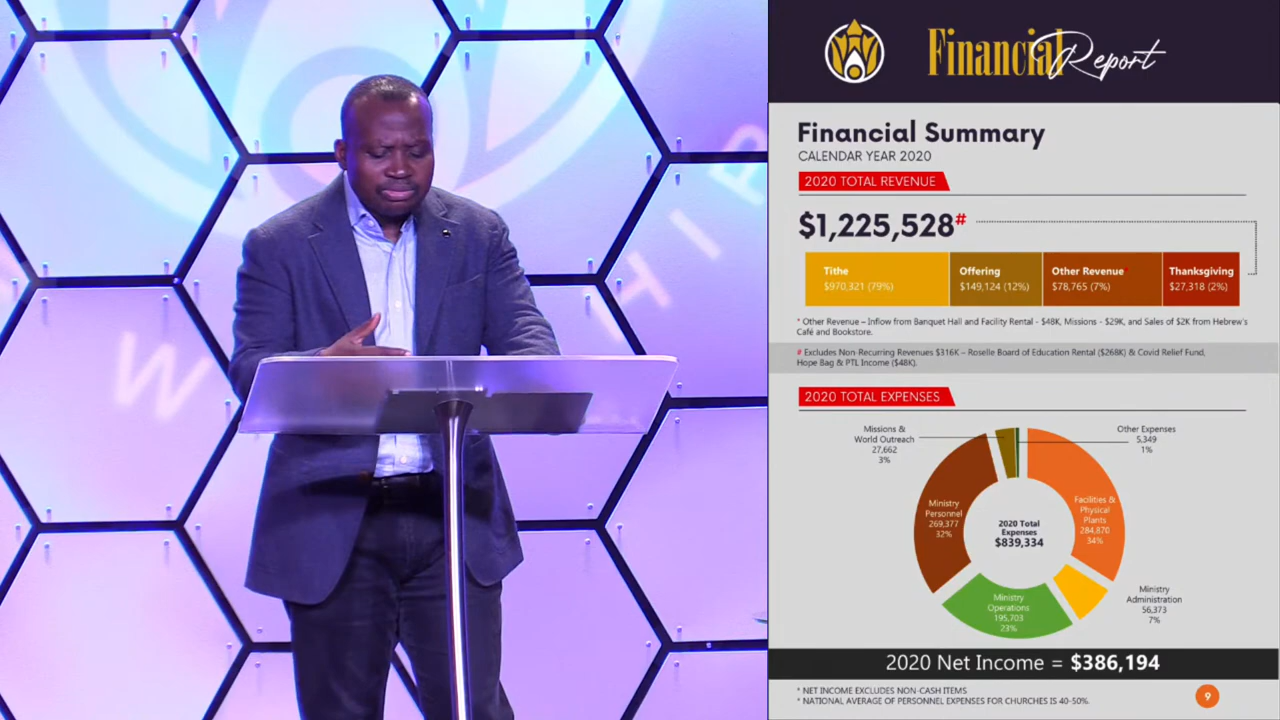 Financial Report
Financial Summary
CALENDAR YEAR 2020
2020 TOTAL REVENUE
$1,225,528#
Tithe
$970,321 (79%)
Offering
$149,124 (12%)
Other Revenue*
$78,765 (7%)
Thanksgiving
$27,318 (2%)
* Other Revenue – Inflow from Banquet Hall and Facility Rental - $48K, Missions - $29K, and Sales of $2K from Hebrew's
Café and Bookstore.
# Excludes Non-Recurring Revenues $316K – Roselle Board of Education Rental ($268K) & Covid Relief Fund,
Hope Bag & PTL Income ($48K).
2020 TOTAL EXPENSES
Missions &
World Outreach
27,662
3%
Other Expenses
5,349
1%
Ministry
Personnel
269,377
32%
Facilities &
Physical
Plants
284,870
34%
2020 Total
Expenses
$839,334
Ministry
Operations
195,703
23%
Ministry
Administration
56,373
7%
2020 Net Income = $386,194
* NET INCOME EXCLUDES NON-CASH ITEMS
* NATIONAL AVERAGE OF PERSONNEL EXPENSES FOR CHURCHES IS 40-50%.
9